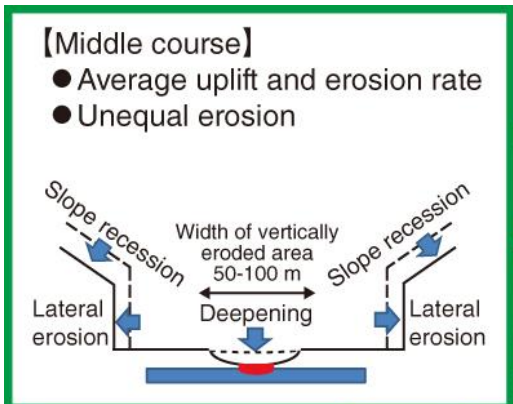 【Middle course】
●Average uplift and erosion rate
●Unequal erosion
Slope recession
Width of vertically
eroded area
50-100 m
Slope recession
Lateral
erosion
Deepening
Lateral
erosion